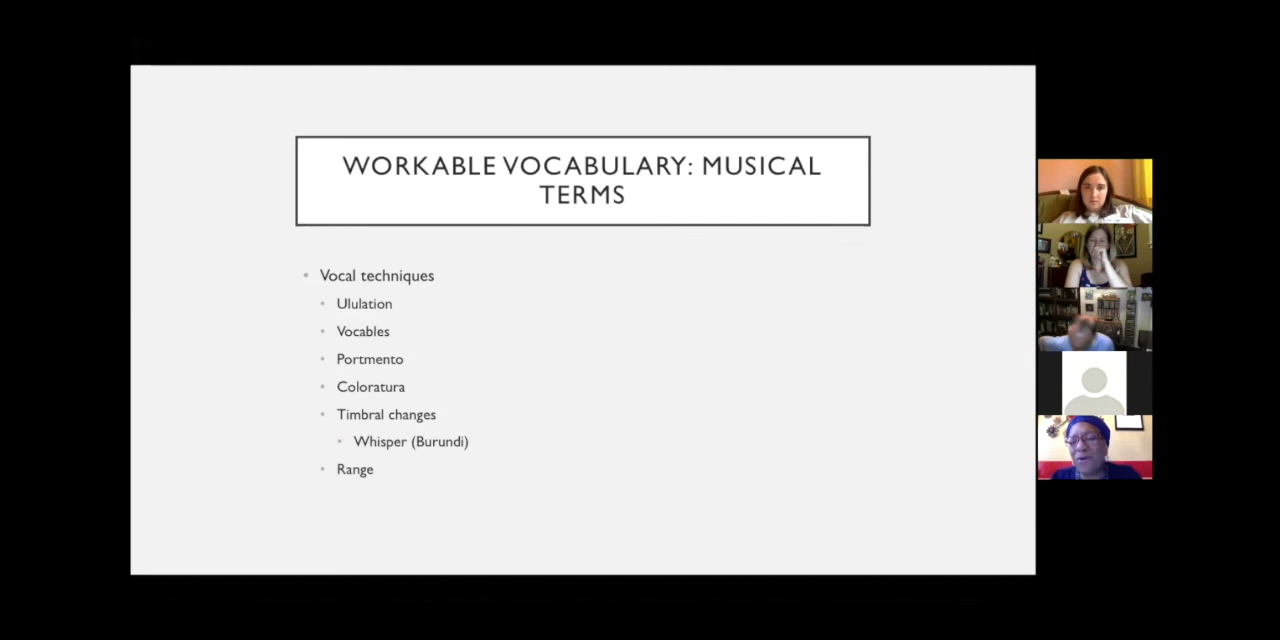 WORKABLE VOCABULARY: MUSICAL
TERMS
• Vocal techniques
• Ululation
• Vocables
• Portmento
• Coloratura
• Timbral changes
• Whisper (Burundi)
• Range